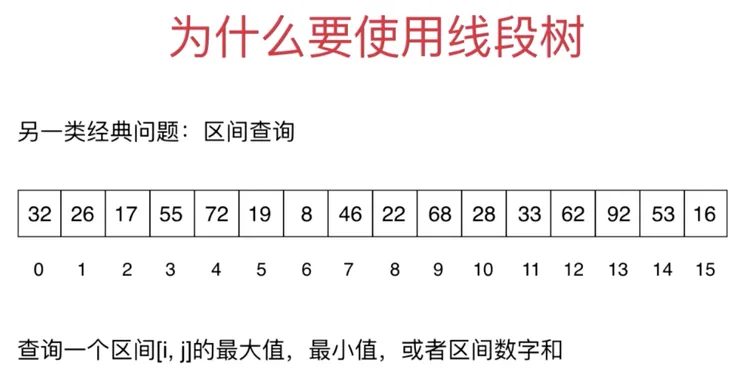 为什么要使用线段树
另一类经典问题：区间查询
32 26 17 55 72 19 8 46 22 68 28 33 62 92 53 16
0 1 2 3 4 5 6 7 8 9 10 11 12 13 14 15
查询一个区间[i, j]的最大值，最小值，或者区间数字和